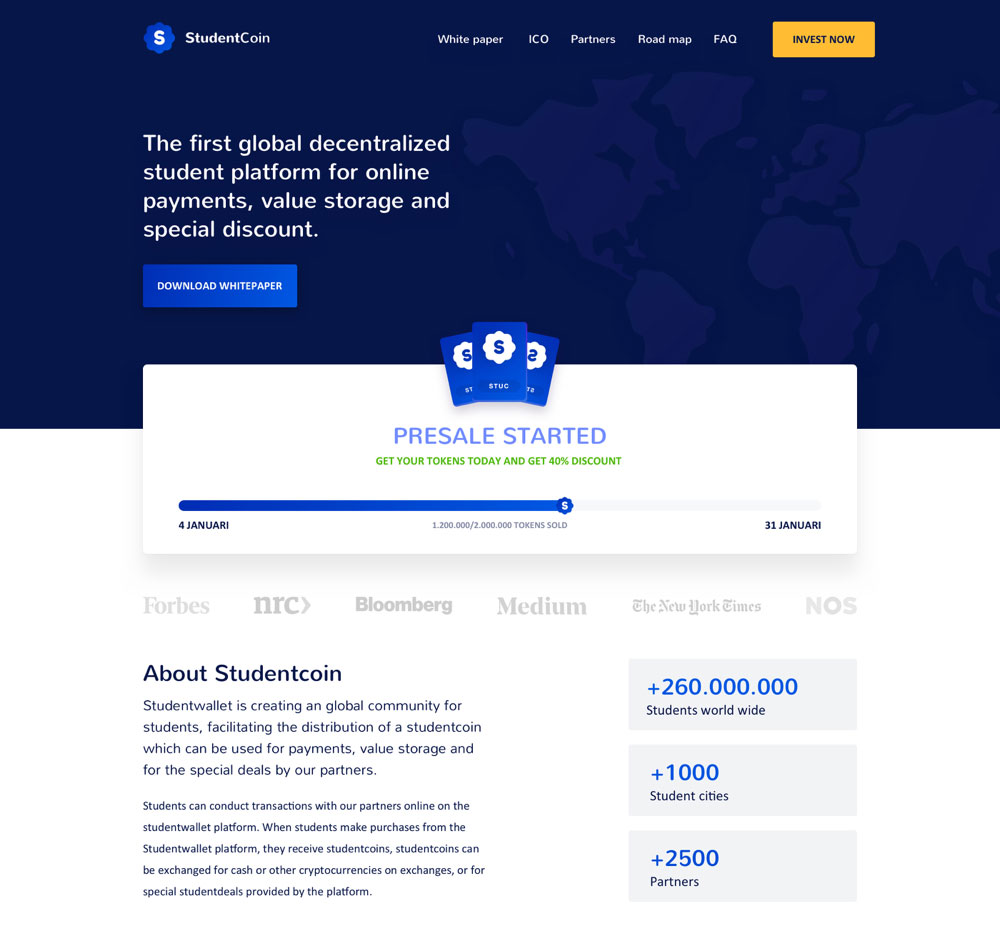 S StudentCoin
White paper ICO Partners Road map FAQ INVEST NOW
The first global decentralized
student platform for online
payments, value storage and
special discount.
DOWNLOAD WHITEPAPER
S S S
ST STUC
PRESALE STARTED
GET YOUR TOKENS TODAY AND GET 40% DISCOUNT
S
4 JANUARI 1.200.000/2.000.000 TOKENS SOLD 31 JANUARI
Forbes nrc> Bloomberg Medium The New York Times NOS
About Studentcoin
Studentwallet is creating an global community for
students, facilitating the distribution of a studentcoin
which can be used for payments, value storage and
for the special deals by our partners.
Students can conduct transactions with our partners online on the
studentwallet platform. When students make purchases from the
Studentwallet platform, they receive studentcoins, studentcoins can
be exchanged for cash or other cryptocurrencies on exchanges, or for
special studentdeals provided by the platform.
+260.000.000
Students world wide
+1000
Student cities
+2500
Partners